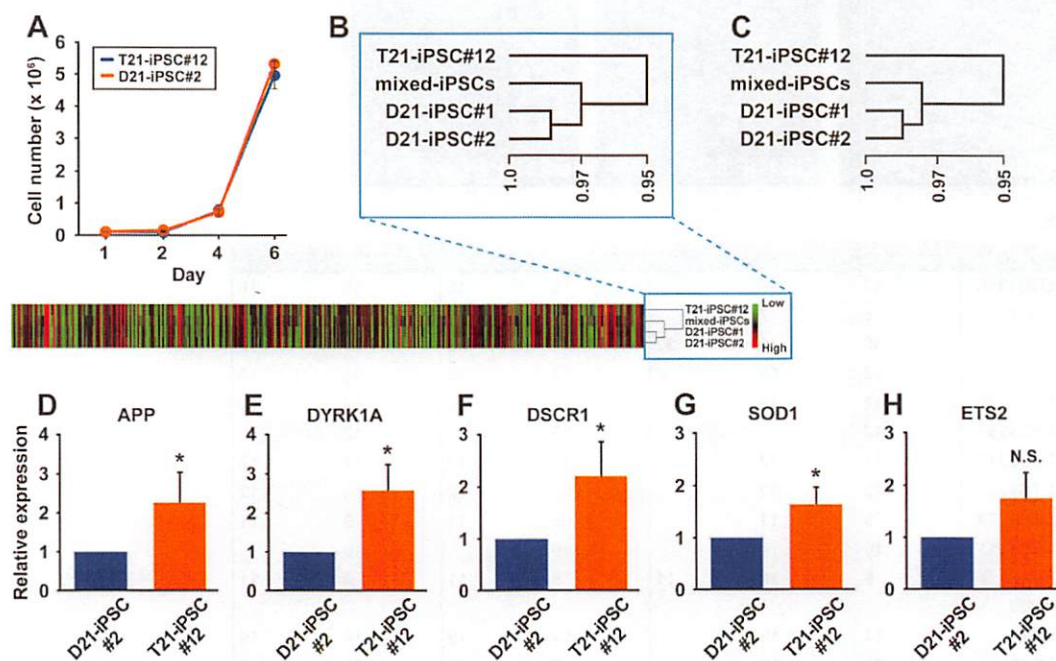 A
Cell number (x 10⁶)
6
5
4
3
2
1
0
T21-iPSC#12
D21-iPSC#2
1 2 4 6
Day
B
T21-iPSC#12
mixed-iPSCs
D21-iPSC#1
D21-iPSC#2
1.0 0.97 0.95
C
T21-iPSC#12
mixed-iPSCs
D21-iPSC#1
D21-iPSC#2
1.0 0.97 0.95
T21-iPSC#12
mixed-iPSCs
D21-iPSC#1
D21-iPSC#2
Low
High
D
APP
Relative expression
4
3
2
1
0
*
D21-iPSC
#2
T21-iPSC
#12
E
DYRK1A
4
3
2
1
0
*
D21-iPSC
#2
T21-iPSC
#12
F
DSCR1
3
2
1
0
*
D21-iPSC
#2
T21-iPSC
#12
G
SOD1
3
2
1
0
*
D21-iPSC
#2
T21-iPSC
#12
H
ETS2
3
2
1
0
N.S.
D21-iPSC
#2
T21-iPSC
#12